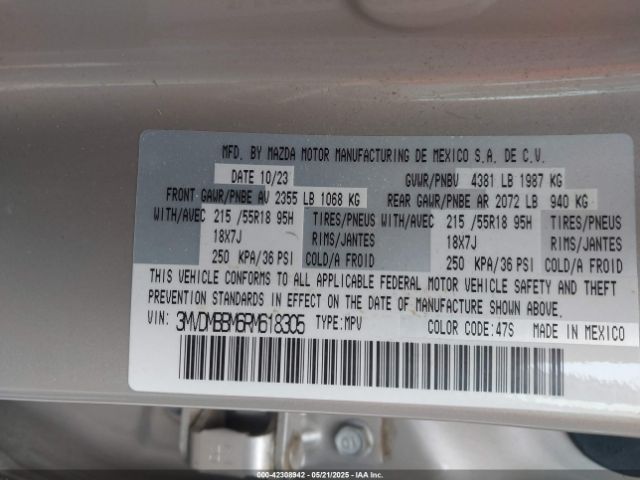 MFD. BY MAZDA MOTOR MANUFACTURING DE MEXICO S.A. DE C.V.
DATE 10/23 GVWR/PNBV 4381 LB 1987 KG
FRONT GAWR/PNBE AV 2355 LB 1068 KG REAR GAWR/PNBE AR 2072 LB 940 KG
WITH/AVEC 215 /55R18 95H TIRES/PNEUS WITH/AVEC 215 /55R18 95H TIRES/PNEUS
18X7J RIMS/JANTES 18X7J RIMS/JANTES
250 KPA/36 PSI COLD/A FROID 250 KPA/36 PSI COLD/A FROID
THIS VEHICLE CONFORMS TO ALL APPLICABLE FEDERAL MOTOR VEHICLE SAFETY AND THEFT
PREVENTION STANDARDS IN EFFECT ON THE DATE OF MANUFACTURE SHOWN ABOVE.
VIN: 3MVDMBBM6RM618305 TYPE:MPV COLOR CODE:47S MADE IN MEXICO
000-42308942 - 05/21/2025 - IAA Inc.